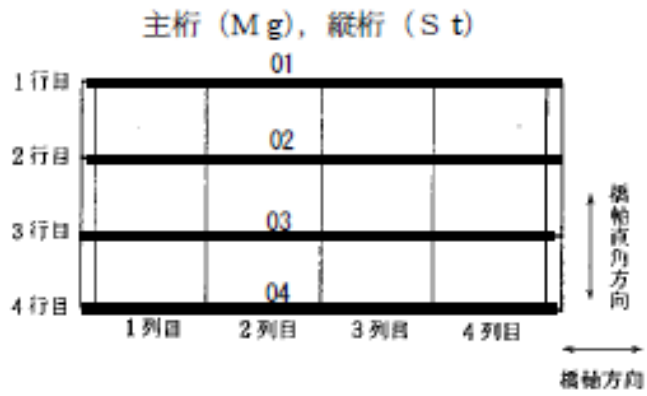 主桁（Ｍｇ），縦桁（Ｓｔ）
01
1行目
02
2行目
03
3行目
04
4行目
1列目 2列目 3列目 4列目
橋軸直角方向
橋軸方向